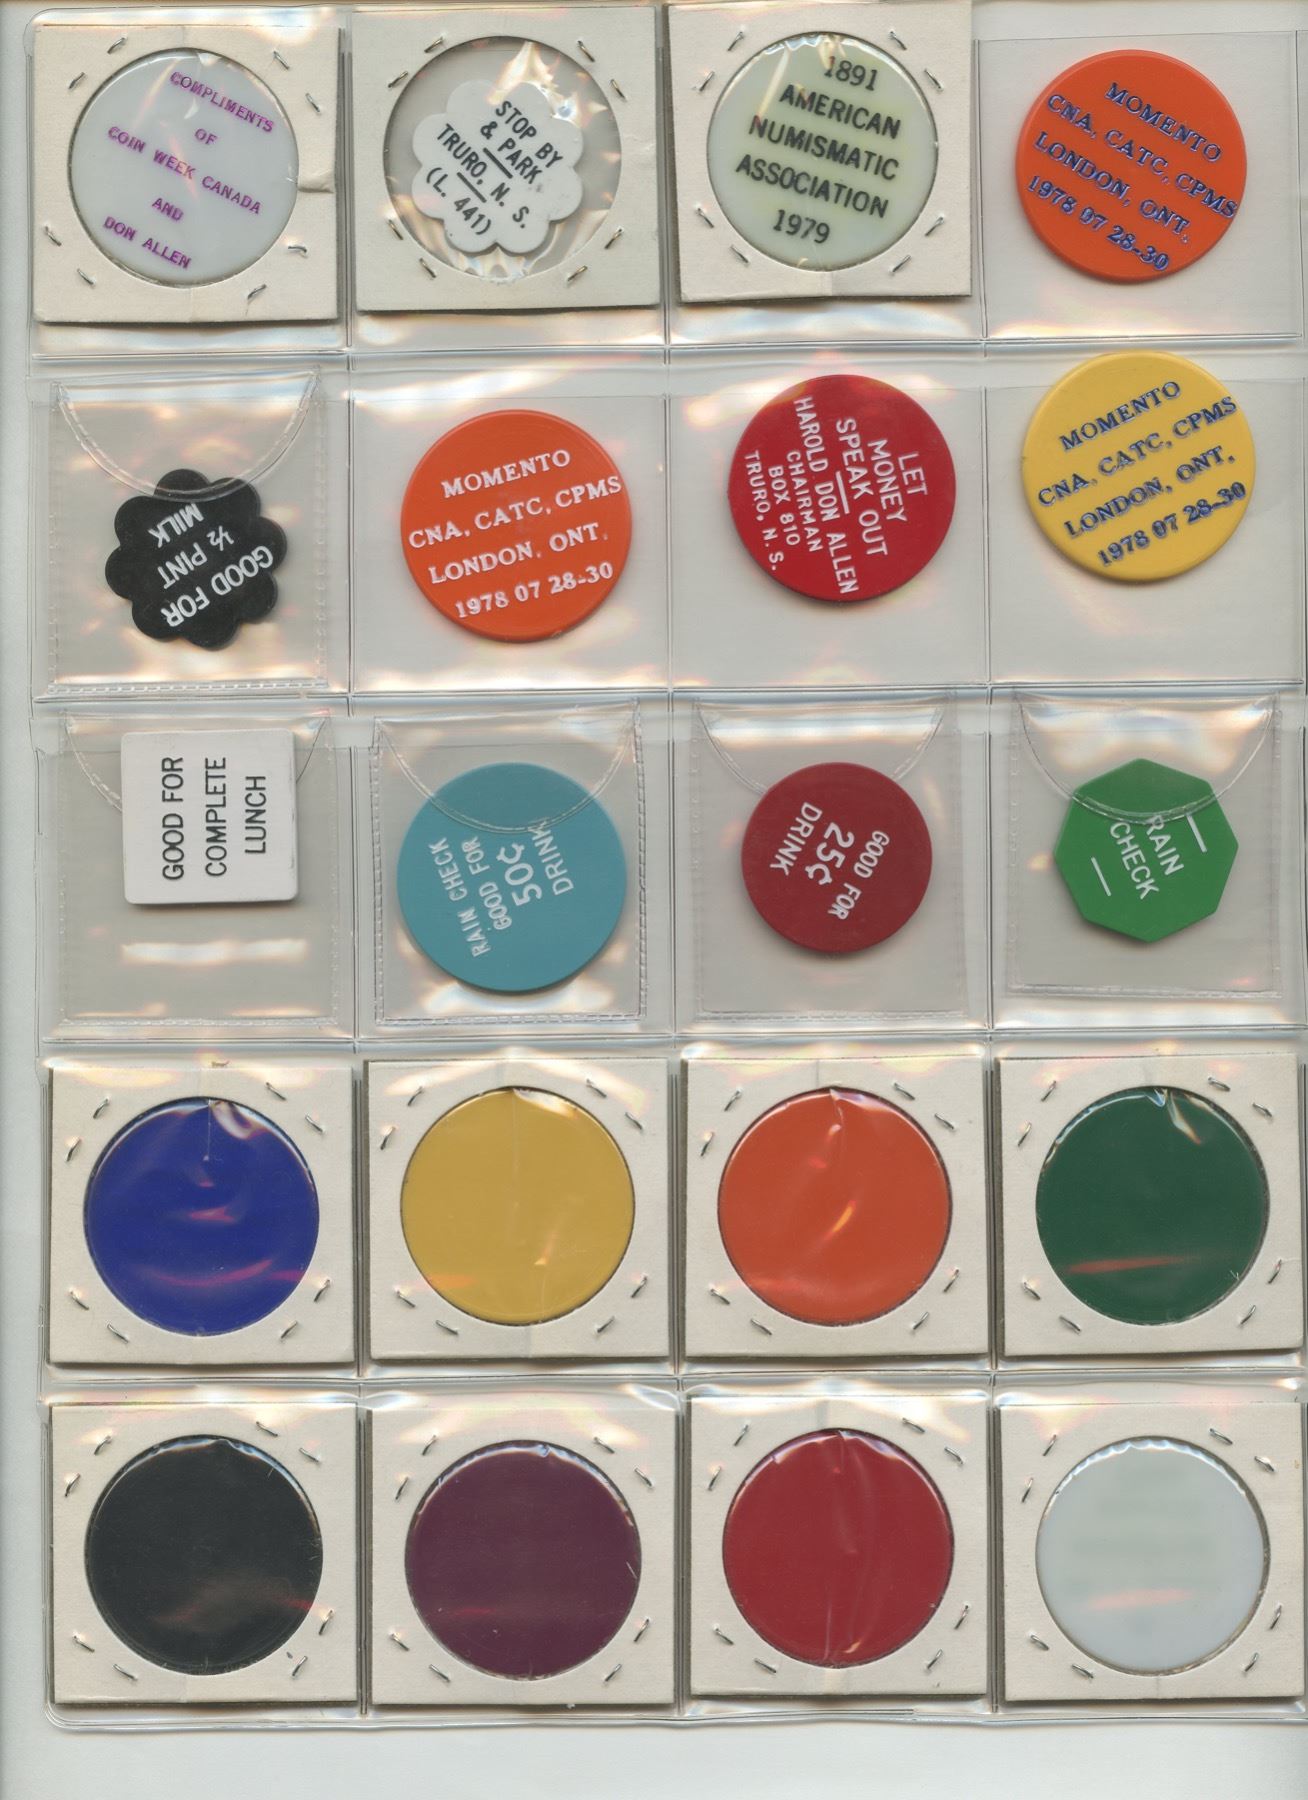 COMPLIMENTS
OF
COIN WEEK CANADA
AND
DON ALLEN
STOP BY
& PARK
TRURO, N. S.
(L. 441)
1891
AMERICAN
NUMISMATIC
ASSOCIATION
1979
MOMENTO
CNA, CATC, CPMS
LONDON, ONT.
1978 07 28-30
GOOD FOR
½ PINT
MILK
MOMENTO
CNA, CATC, CPMS
LONDON, ONT.
1978 07 28-30
LET
MONEY
SPEAK OUT
HAROLD DON ALLEN
CHAIRMAN
BOX 810
TRURO, N. S.
MOMENTO
CNA, CATC, CPMS
LONDON, ONT.
1978 07 28-30
GOOD FOR
COMPLETE
LUNCH
RAIN CHECK
GOOD FOR
50¢
DRINK
GOOD FOR
25¢
DRINK
RAIN
CHECK